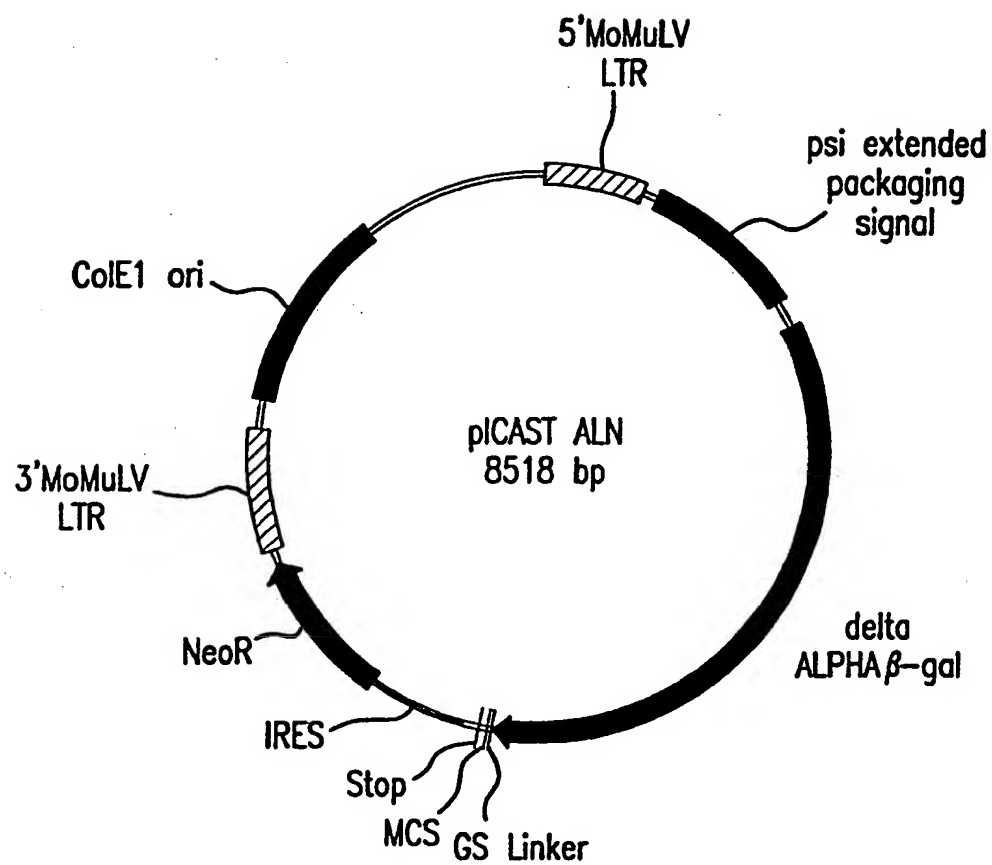 5'MoMuLV
LTR
psi extended
packaging
signal
ColE1 ori
pICAST ALN
8518 bp
3'MoMuLV
LTR
delta
ALPHAβ-gal
NeoR
IRES
Stop
MCS
GS Linker